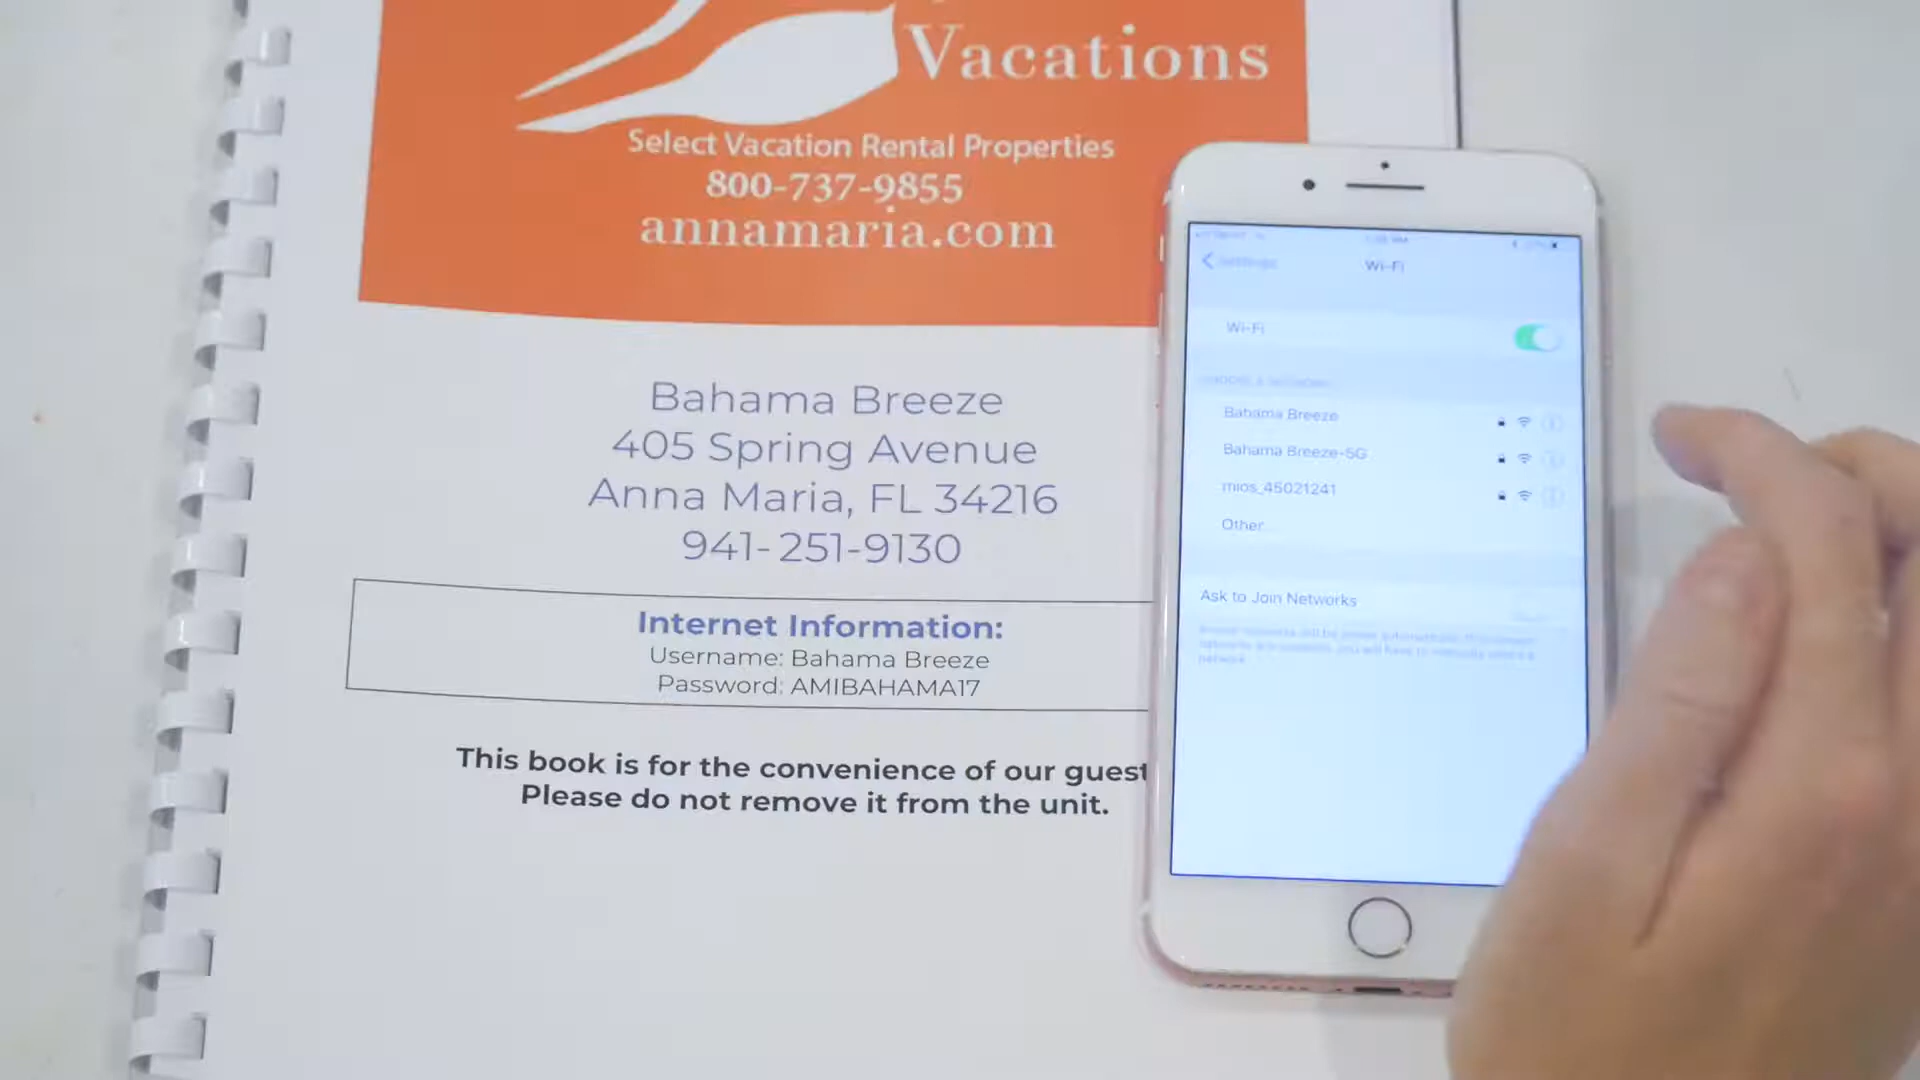 Vacations
Select Vacation Rental Properties
800-737-9855
annamaria.com
Bahama Breeze
405 Spring Avenue
Anna Maria, FL 34216
941-251-9130
Internet Information:
Username: Bahama Breeze
Password: AMIBAHAMA17
This book is for the convenience of our guest
Please do not remove it from the unit.
Settings
Wi-Fi
Wi-Fi
CHOOSE A NETWORK...
Bahama Breeze
Bahama Breeze-5G
mios_45021241
Other...
Ask to Join Networks